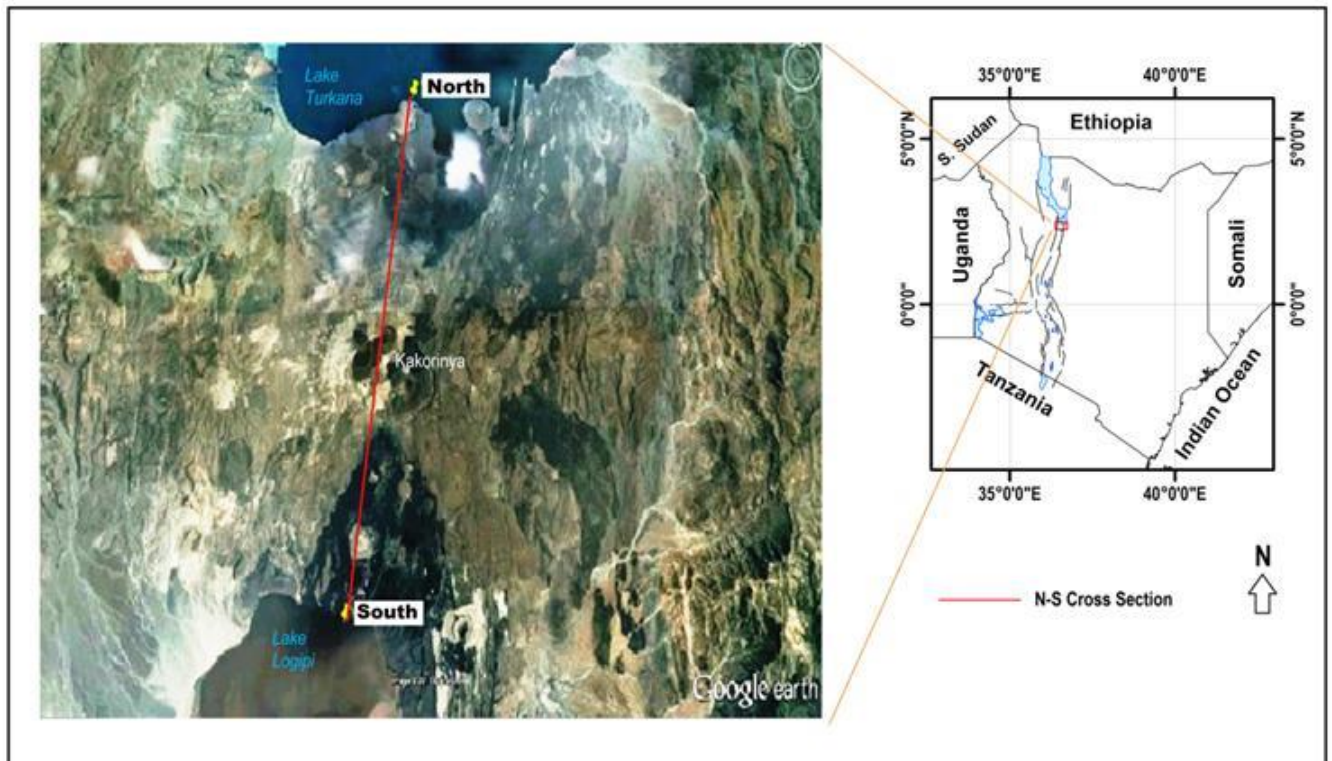 Lake
Turkana
North
Kakorinya
South
Lake
Logipi
Google earth
35°0'0"E 40°0'0"E
S. Sudan
Ethiopia
5°0'0"N
5°0'0"N
Uganda
Somali
0°0'0"
0°0'0"
Tanzania
Indian Ocean
35°0'0"E 40°0'0"E
N
N-S Cross Section